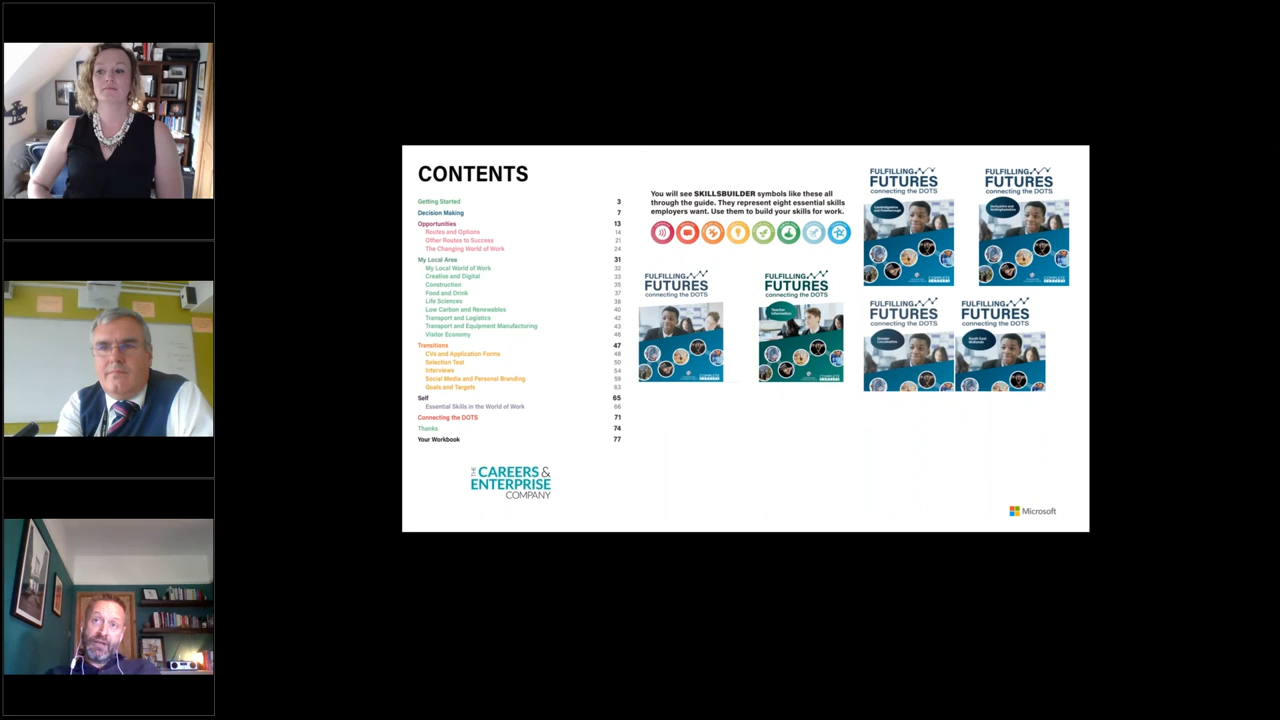 CONTENTS
Getting Started 3
Decision Making 7
Opportunities 13
Routes and Options 14
Other Routes to Success 21
The Changing World of Work 24
My Local Area 31
My Local World of Work 32
Creative and Digital 33
Construction 35
Food and Drink 37
Life Sciences 38
Low Carbon and Renewables 40
Transport and Logistics 42
Transport and Equipment Manufacturing 43
Visitor Economy 46
Transitions 47
CVs and Application Forms 48
Selection Test 50
Interviews 54
Social Media and Personal Branding 59
Goals and Targets 63
Self 65
Essential Skills in the World of Work 66
Connecting the DOTS 71
Thanks 74
Your Workbook 77
THE CAREERS &
ENTERPRISE
COMPANY
You will see SKILLSBUILDER symbols like these all
through the guide. They represent eight essential skills
employers want. Use them to build your skills for work.
FULFILLING
FUTURES
connecting the DOTS
FULFILLING
FUTURES
connecting the DOTS
Teacher
Information
FULFILLING
FUTURES
connecting the DOTS
FULFILLING
FUTURES
connecting the DOTS
FULFILLING
FUTURES
connecting the DOTS
FULFILLING
FUTURES
connecting the DOTS
South East
Midlands
Microsoft